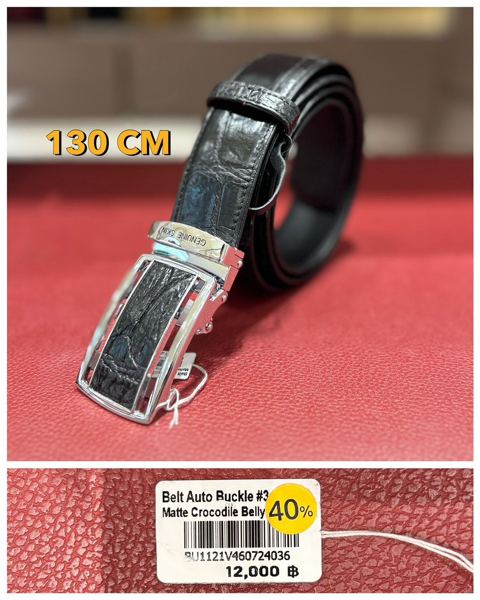 130 CM
GENUINE SKIN
Belt Auto Buckle #3
40%
Matte Crocodile Belly
BU1121V460724036
12,000 ฿